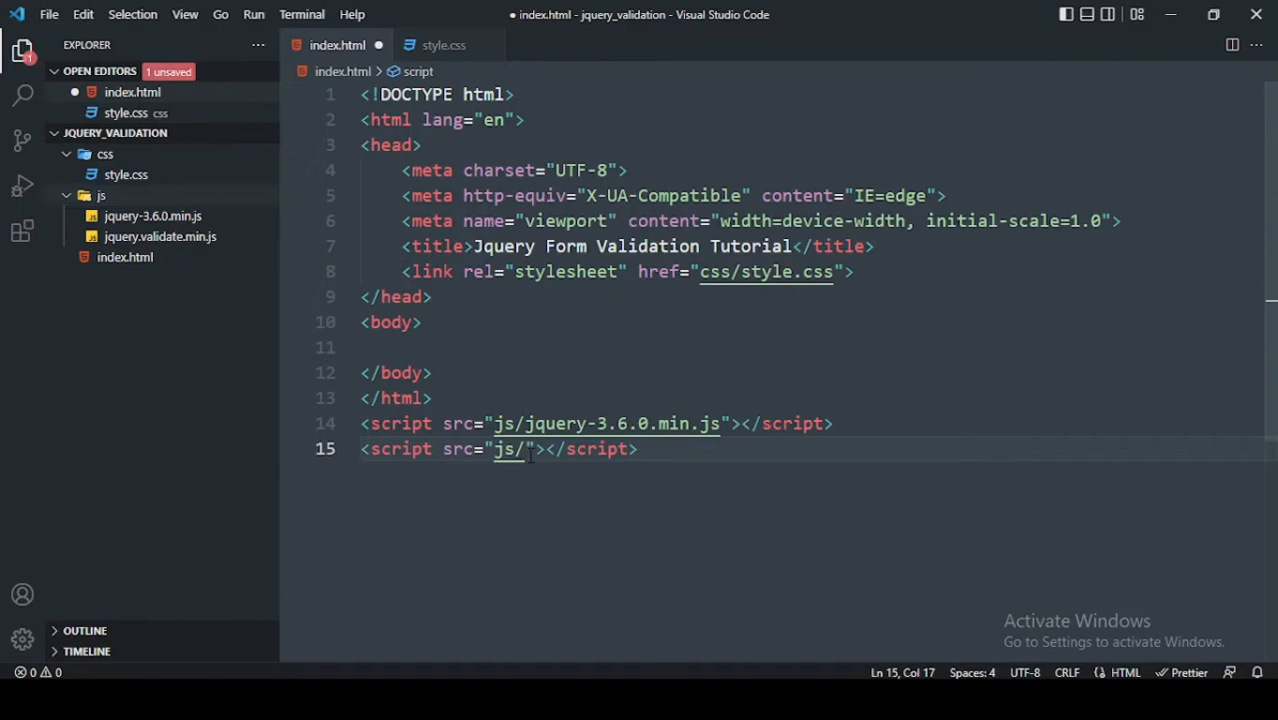 File Edit Selection View Go Run Terminal Help
● index.html - jquery_validation - Visual Studio Code
EXPLORER
index.html
style.css
OPEN EDITORS 1 unsaved
index.html
style.css css
JQUERY_VALIDATION
css
style.css
js
jquery-3.6.0.min.js
jquery.validate.min.js
index.html
OUTLINE
TIMELINE
1
index.html > script
1 <!DOCTYPE html>
2 <html lang="en">
3 <head>
4 <meta charset="UTF-8">
5 <meta http-equiv="X-UA-Compatible" content="IE=edge">
6 <meta name="viewport" content="width=device-width, initial-scale=1.0">
7 <title>Jquery Form Validation Tutorial</title>
8 <link rel="stylesheet" href="css/style.css">
9 </head>
10 <body>
11
12 </body>
13 </html>
14 <script src="js/jquery-3.6.0.min.js"></script>
15 <script src="js/"></script>
Activate Windows
Go to Settings to activate Windows.
0 0
Ln 15, Col 17 Spaces: 4 UTF-8 CRLF HTML Prettier